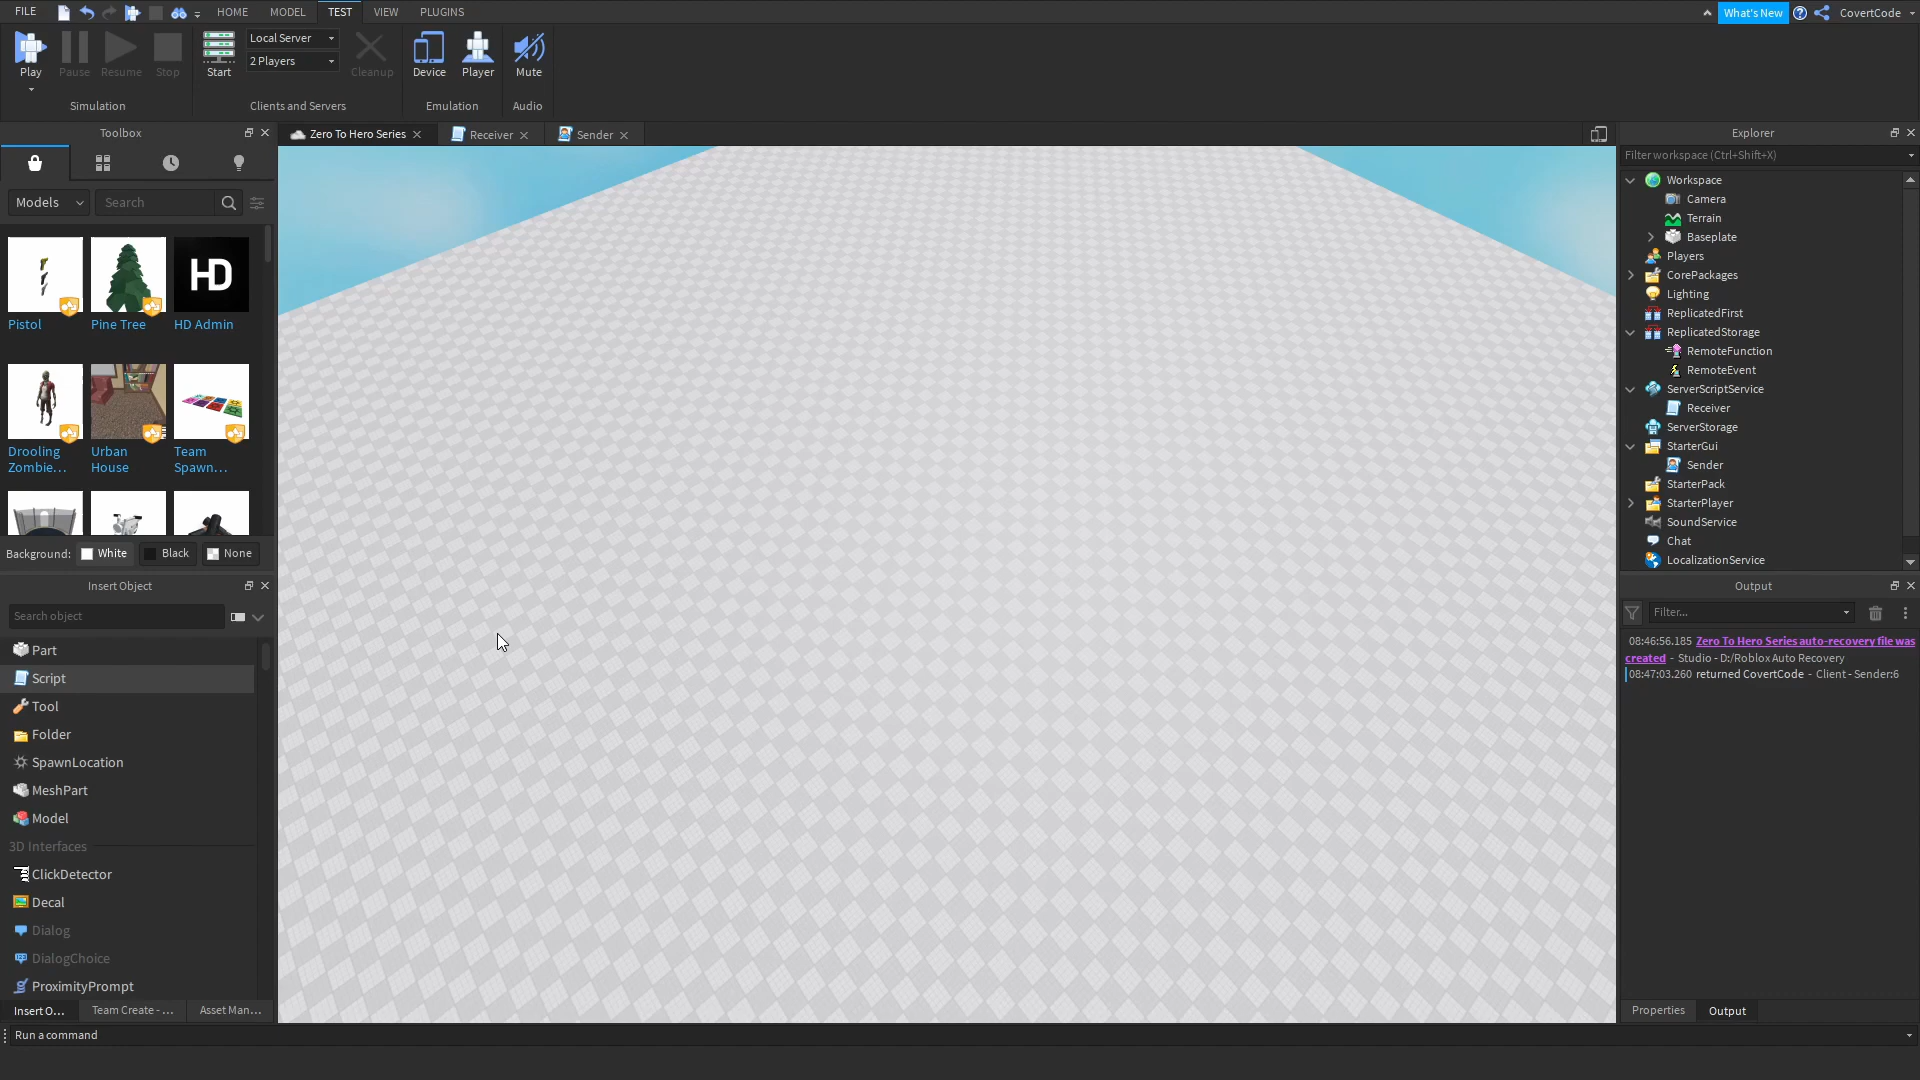 FILE
HOME
MODEL
TEST
VIEW
PLUGINS
What's New
CovertCode
Play
Pause
Resume
Stop
Simulation
Start
Local Server
2 Players
Cleanup
Clients and Servers
Device
Player
Emulation
Mute
Audio
Toolbox
Models
Search
Pistol
Pine Tree
HD
HD Admin
Drooling
Zombie...
Urban
House
Team
Spawn...
Background:
White
Black
None
Insert Object
Search object
Part
Script
Tool
Folder
SpawnLocation
MeshPart
Model
3D Interfaces
ClickDetector
Decal
Dialog
DialogChoice
ProximityPrompt
Insert O...
Team Create - ...
Asset Man...
Run a command
Zero To Hero Series
Receiver
Sender
Explorer
Filter workspace (Ctrl+Shift+X)
Workspace
Camera
Terrain
Baseplate
Players
CorePackages
Lighting
ReplicatedFirst
ReplicatedStorage
RemoteFunction
RemoteEvent
ServerScriptService
Receiver
ServerStorage
StarterGui
Sender
StarterPack
StarterPlayer
SoundService
Chat
LocalizationService
Output
Filter...
08:46:56.185 Zero To Hero Series auto-recovery file was
created - Studio - D:/Roblox Auto Recovery
08:47:03.260 returned CovertCode - Client - Sender:6
Properties
Output